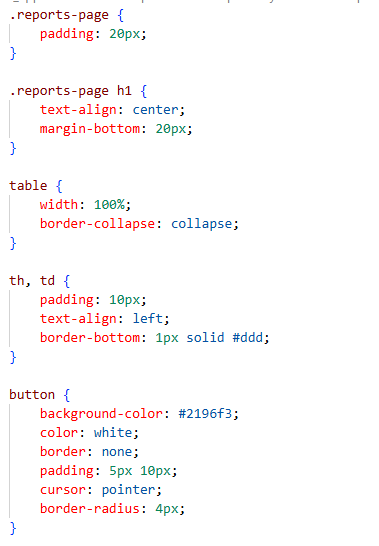 .reports-page {
    padding: 20px;
}

.reports-page h1 {
    text-align: center;
    margin-bottom: 20px;
}

table {
    width: 100%;
    border-collapse: collapse;
}

th, td {
    padding: 10px;
    text-align: left;
    border-bottom: 1px solid #ddd;
}

button {
    background-color: #2196f3;
    color: white;
    border: none;
    padding: 5px 10px;
    cursor: pointer;
    border-radius: 4px;
}